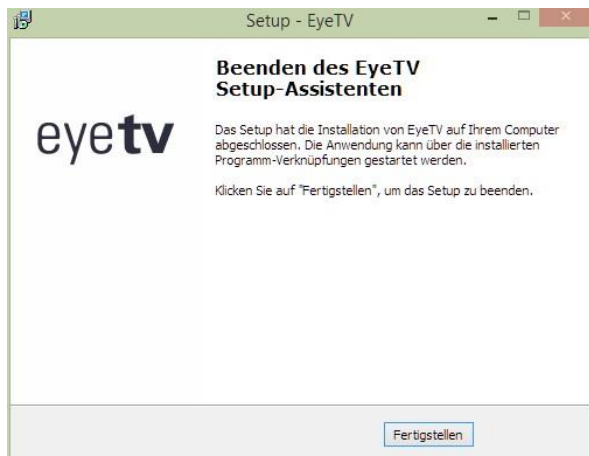 Setup - EyeTV
Beenden des EyeTV
Setup-Assistenten
eyetv
Das Setup hat die Installation von EyeTV auf Ihrem Computer
abgeschlossen. Die Anwendung kann über die installierten
Programm-Verknüpfungen gestartet werden.
Klicken Sie auf "Fertigstellen", um das Setup zu beenden.
Fertigstellen